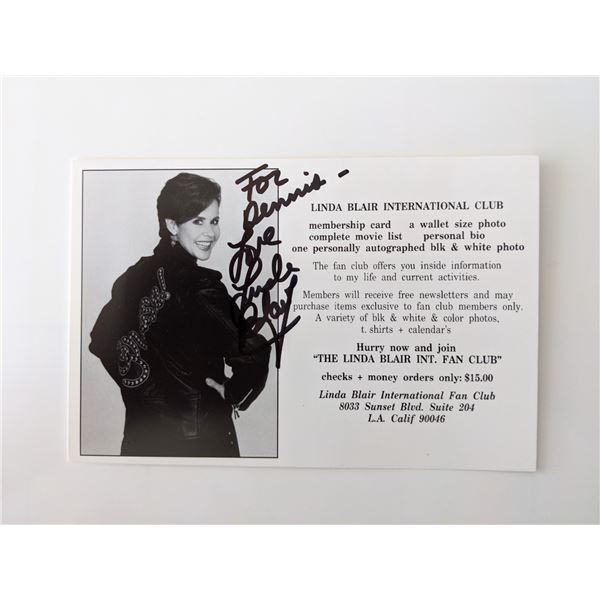 For
Dennis -
Love
Linda
Blair
LINDA BLAIR INTERNATIONAL CLUB
membership card a wallet size photo
complete movie list personal bio
one personally autographed blk & white photo
The fan club offers you inside information
to my life and current activities.
Members will receive free newsletters and may
purchase items exclusive to fan club members only.
A variety of blk & white & color photos,
t. shirts + calendar's
Hurry now and join
"THE LINDA BLAIR INT. FAN CLUB"
checks + money orders only: $15.00
Linda Blair International Fan Club
8033 Sunset Blvd. Suite 204
L.A. Calif 90046